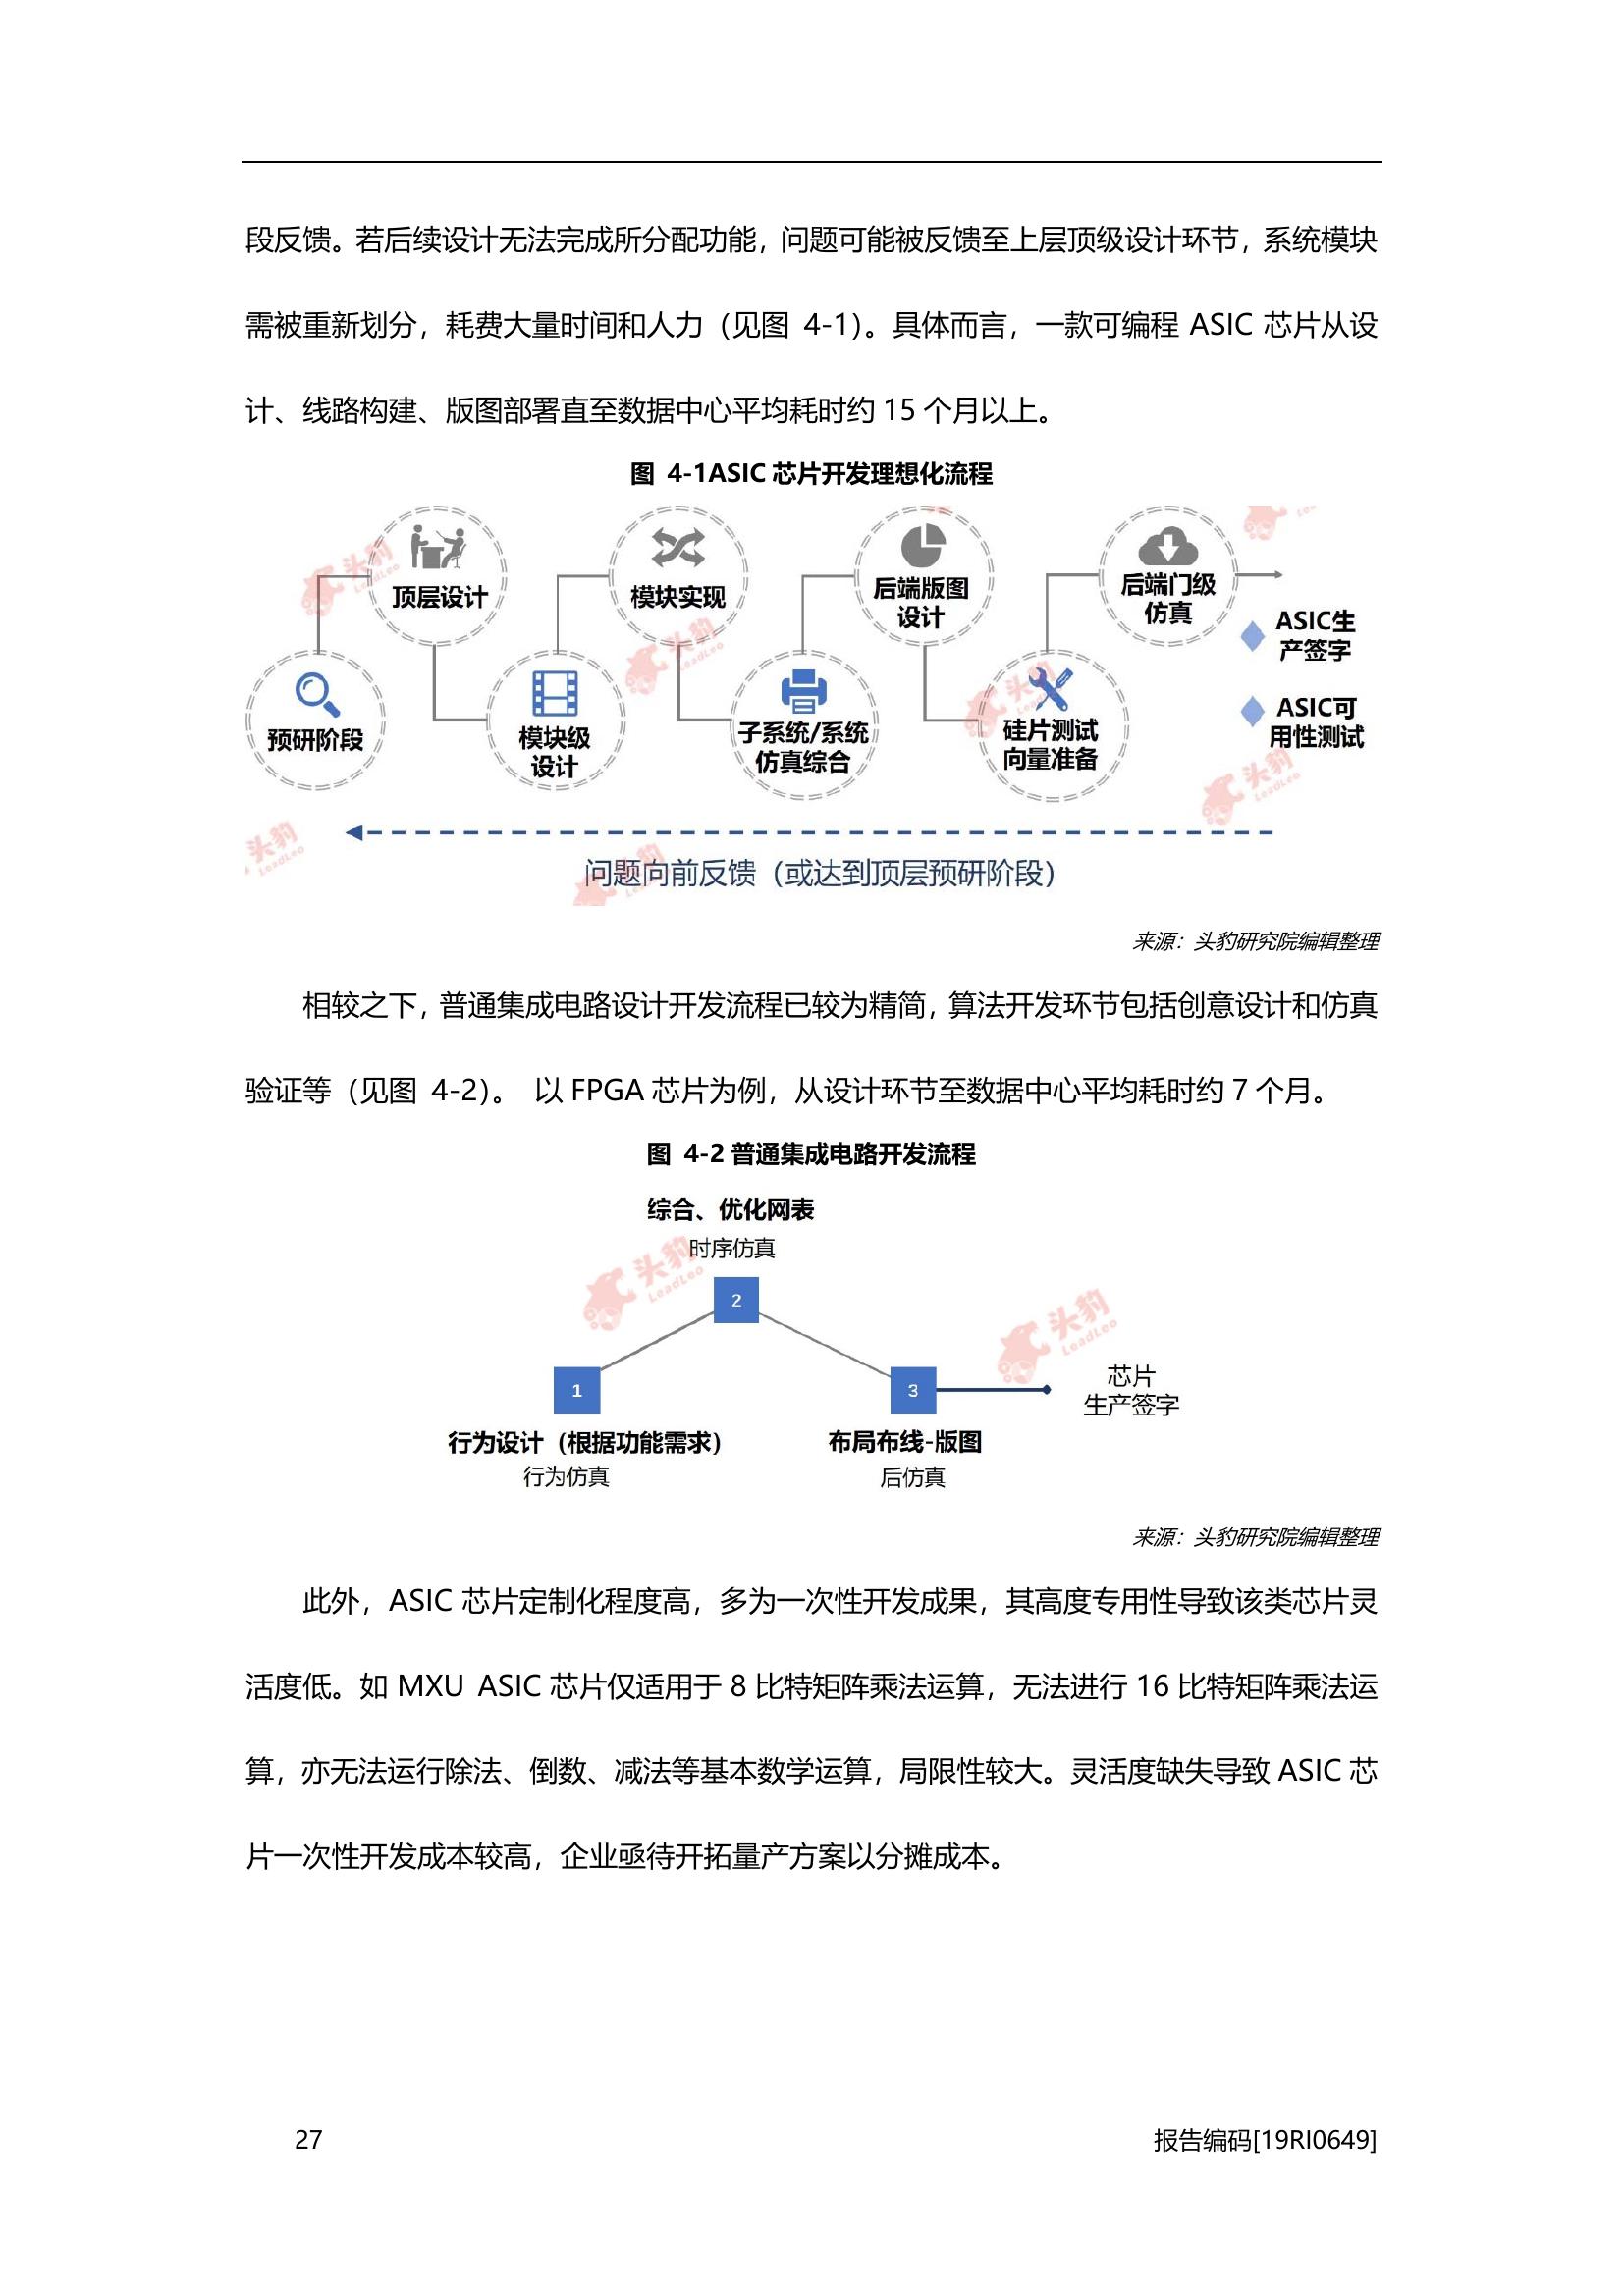 段反馈。若后续设计无法完成所分配功能，问题可能被反馈至上层顶级设计环节，系统模块
需被重新划分，耗费大量时间和人力（见图 4-1）。具体而言，一款可编程 ASIC 芯片从设
计、线路构建、版图部署直至数据中心平均耗时约 15 个月以上。
图 4-1ASIC 芯片开发理想化流程
顶层设计
模块实现
后端版图
设计
后端门级
仿真
ASIC生
产签字
预研阶段
模块级
设计
子系统/系统
仿真综合
硅片测试
向量准备
ASIC可
用性测试
问题向前反馈（或达到顶层预研阶段）
头豹
LeadLeo
来源：头豹研究院编辑整理
相较之下，普通集成电路设计开发流程已较为精简，算法开发环节包括创意设计和仿真
验证等（见图 4-2）。 以 FPGA 芯片为例，从设计环节至数据中心平均耗时约 7 个月。
图 4-2 普通集成电路开发流程
综合、优化网表
时序仿真
2
1
3
芯片
生产签字
行为设计（根据功能需求）
行为仿真
布局布线-版图
后仿真
头豹
LeadLeo
来源：头豹研究院编辑整理
此外，ASIC 芯片定制化程度高，多为一次性开发成果，其高度专用性导致该类芯片灵
活度低。如 MXU ASIC 芯片仅适用于 8 比特矩阵乘法运算，无法进行 16 比特矩阵乘法运
算，亦无法运行除法、倒数、减法等基本数学运算，局限性较大。灵活度缺失导致 ASIC 芯
片一次性开发成本较高，企业亟待开拓量产方案以分摊成本。
27
报告编码[19RI0649]